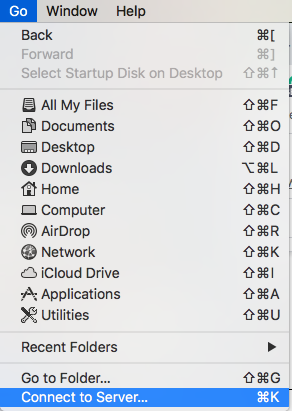 Go Window Help
Back ⌘[
Forward ⌘]
Select Startup Disk on Desktop ⇧⌘↑
All My Files ⇧⌘F
Documents ⇧⌘O
Desktop ⇧⌘D
Downloads ⌥⌘L
Home ⇧⌘H
Computer ⇧⌘C
AirDrop ⇧⌘R
Network ⇧⌘K
iCloud Drive ⇧⌘I
Applications ⇧⌘A
Utilities ⇧⌘U
Recent Folders ▶
Go to Folder... ⇧⌘G
Connect to Server... ⌘K